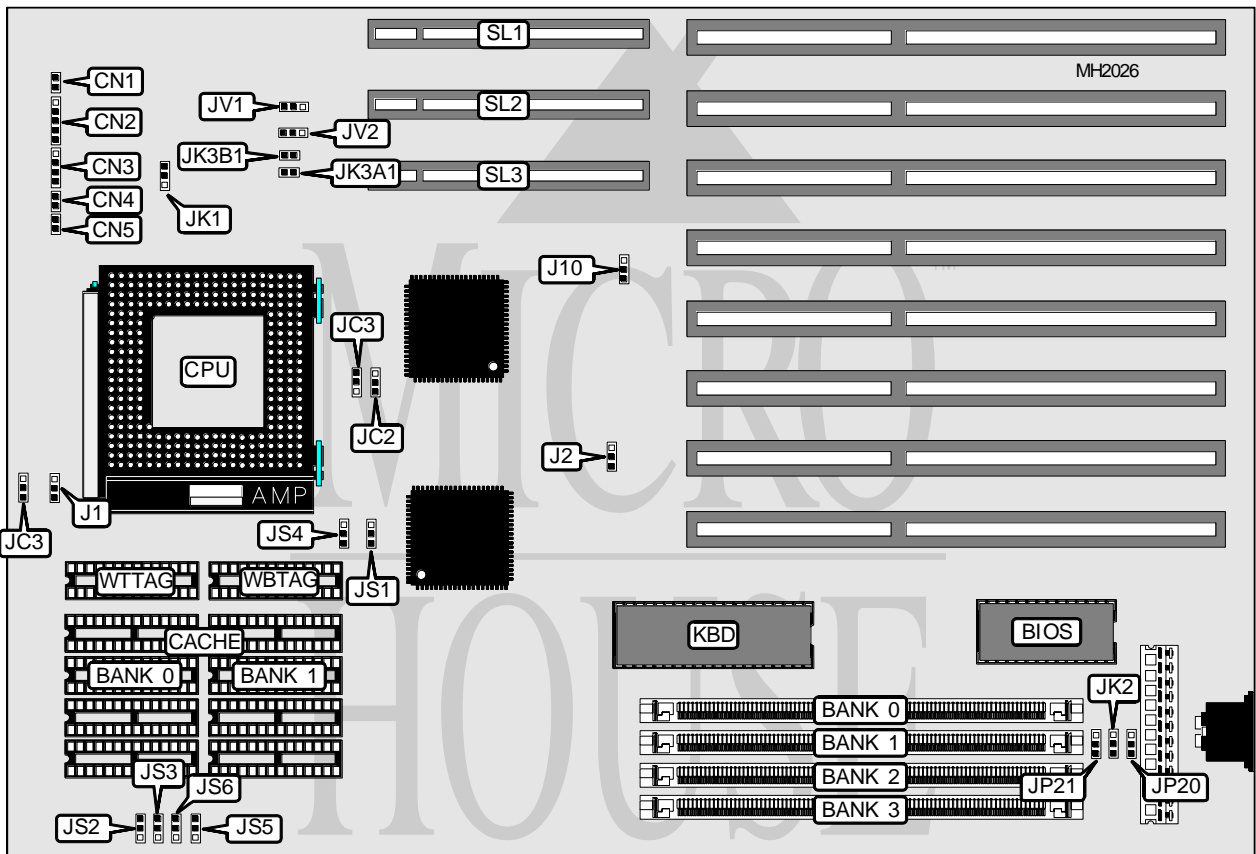 SL1
MH2026
CN1
JV1
SL2
CN2
JV2
JK3B1
CN3
JK3A1
SL3
CN4
JK1
CN5
J10
JC3
CPU
JC2
J2
AMP
J1
JC3
JS4
JS1
WTTAG
WBTAG
CACHE
KBD
BIOS
BANK 0
BANK 1
JK2
BANK 0
BANK 1
JS3
JS6
BANK 2
JP21
JP20
BANK 3
JS2
JS5
MICRO
HOUSE
TM